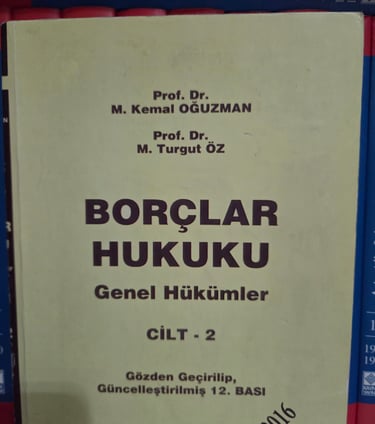 Prof. Dr.
M. Kemal OĞUZMAN
Prof. Dr.
M. Turgut ÖZ
BORÇLAR
HUKUKU
Genel Hükümler
CİLT - 2
Gözden Geçirilip,
Güncelleştirilmiş 12. BASI
2016